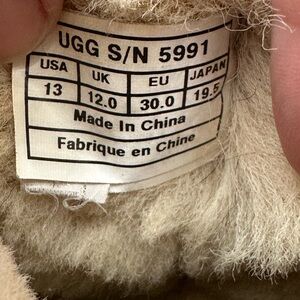 UGG S/N 5991
USA UK EU JAPAN
13 12.0 30.0 19.5
Made In China
Fabrique en Chine